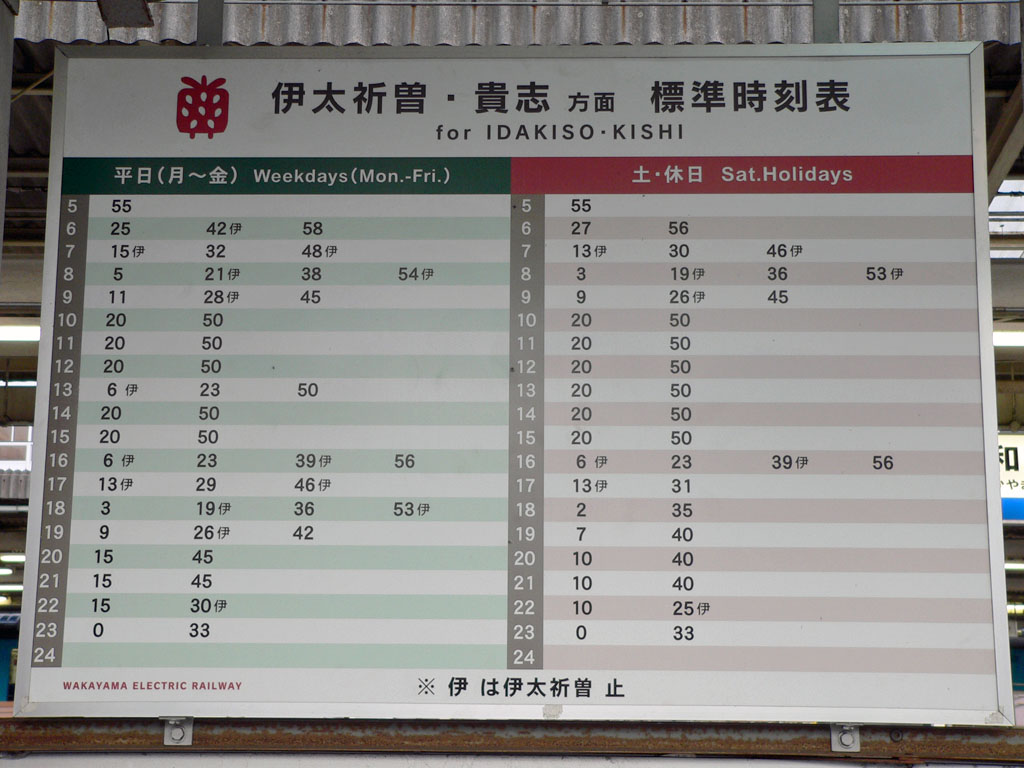 伊太祈曽・貴志 方面 標準時刻表
for IDAKISO・KISHI
平日(月～金) Weekdays(Mon.-Fri.) 土・休日 Sat.Holidays
5 55 5 55
6 25 42伊 58 6 27 56
7 15伊 32 48伊 7 13伊 30 46伊
8 5 21伊 38 54伊 8 3 19伊 36 53伊
9 11 28伊 45 9 9 26伊 45
10 20 50 10 20 50
11 20 50 11 20 50
12 20 50 12 20 50
13 6伊 23 50 13 20 50
14 20 50 14 20 50
15 20 50 15 20 50
16 6伊 23 39伊 56 16 6伊 23 39伊 56
17 13伊 29 46伊 17 13伊 31
18 3 19伊 36 53伊 18 2 35
19 9 26伊 42 19 7 40
20 15 45 20 10 40
21 15 45 21 10 40
22 15 30伊 22 10 25伊
23 0 33 23 0 33
24 24
WAKAYAMA ELECTRIC RAILWAY ※ 伊 は伊太祈曽 止
和
やま